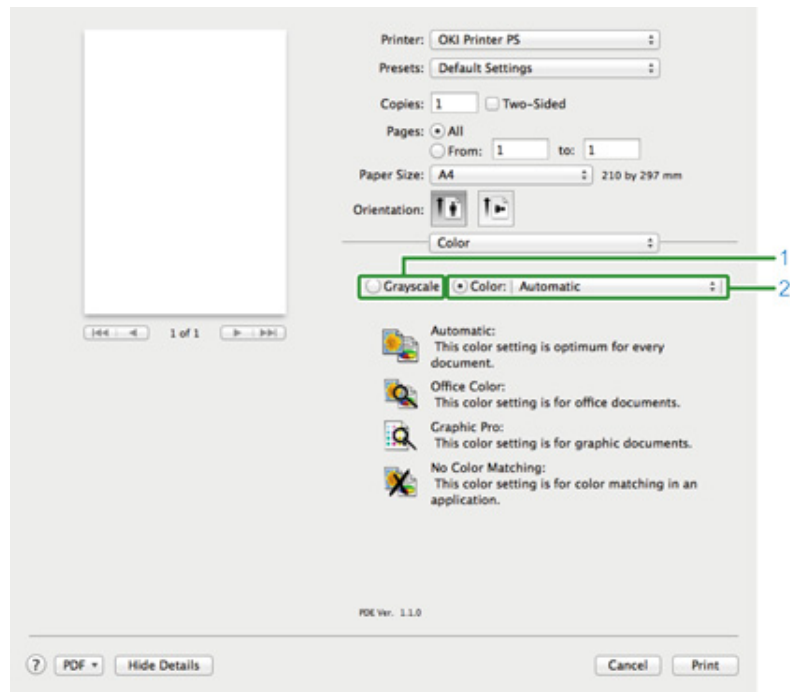 Printer: OKI Printer PS
Presets: Default Settings
Copies: 1 Two-Sided
Pages: All
From: 1 to: 1
Paper Size: A4 210 by 297 mm
Orientation:
Color
1
Grayscale Color: Automatic
2
1 of 1
Automatic:
This color setting is optimum for every
document.
Office Color:
This color setting is for office documents.
Graphic Pro:
This color setting is for graphic documents.
No Color Matching:
This color setting is for color matching in an
application.
PDE Ver. 1.1.0
? PDF Hide Details Cancel Print